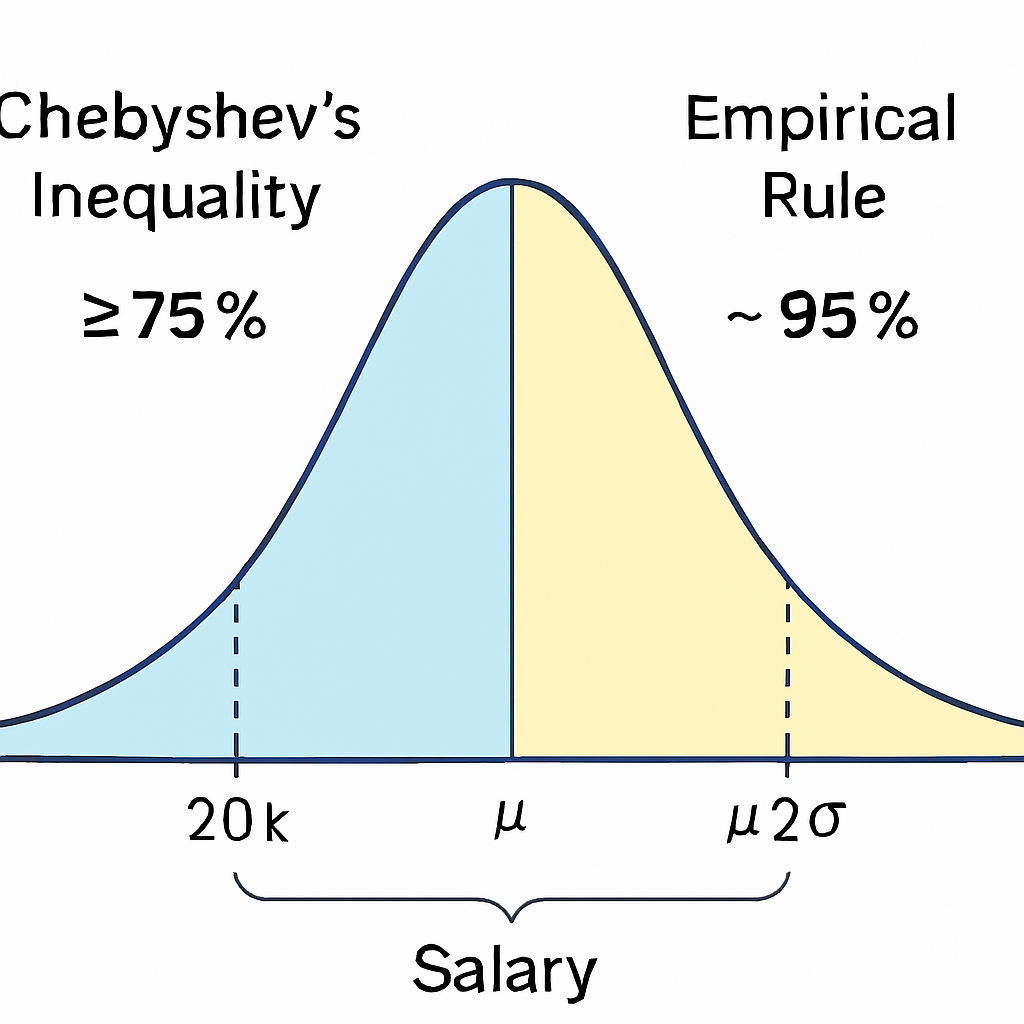 Chebyshev's
Inequality
≥75%
Empirical
Rule
~ 95%
20k
μ
μ2σ
Salary